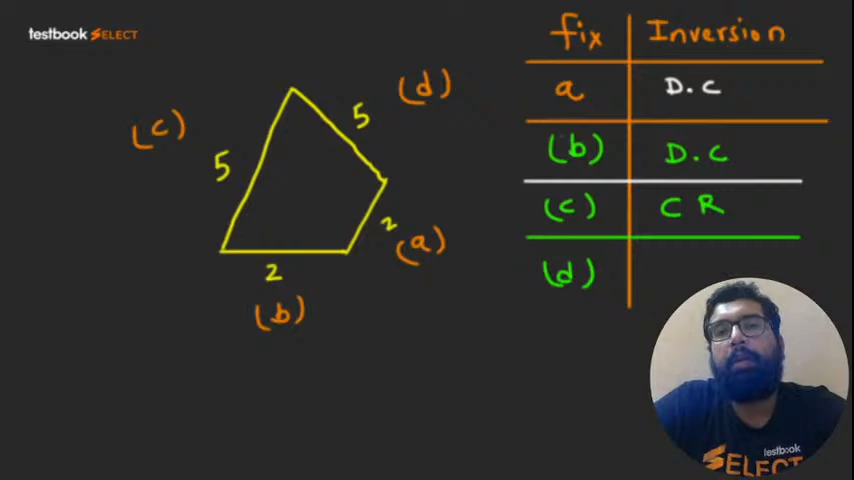 testbook SELECT
fix Inversion
a D.C
(b) D.C
(c) C R
(d)
(d)
5
(c)
5
2
(a)
2
(b)
testbook
SELECT